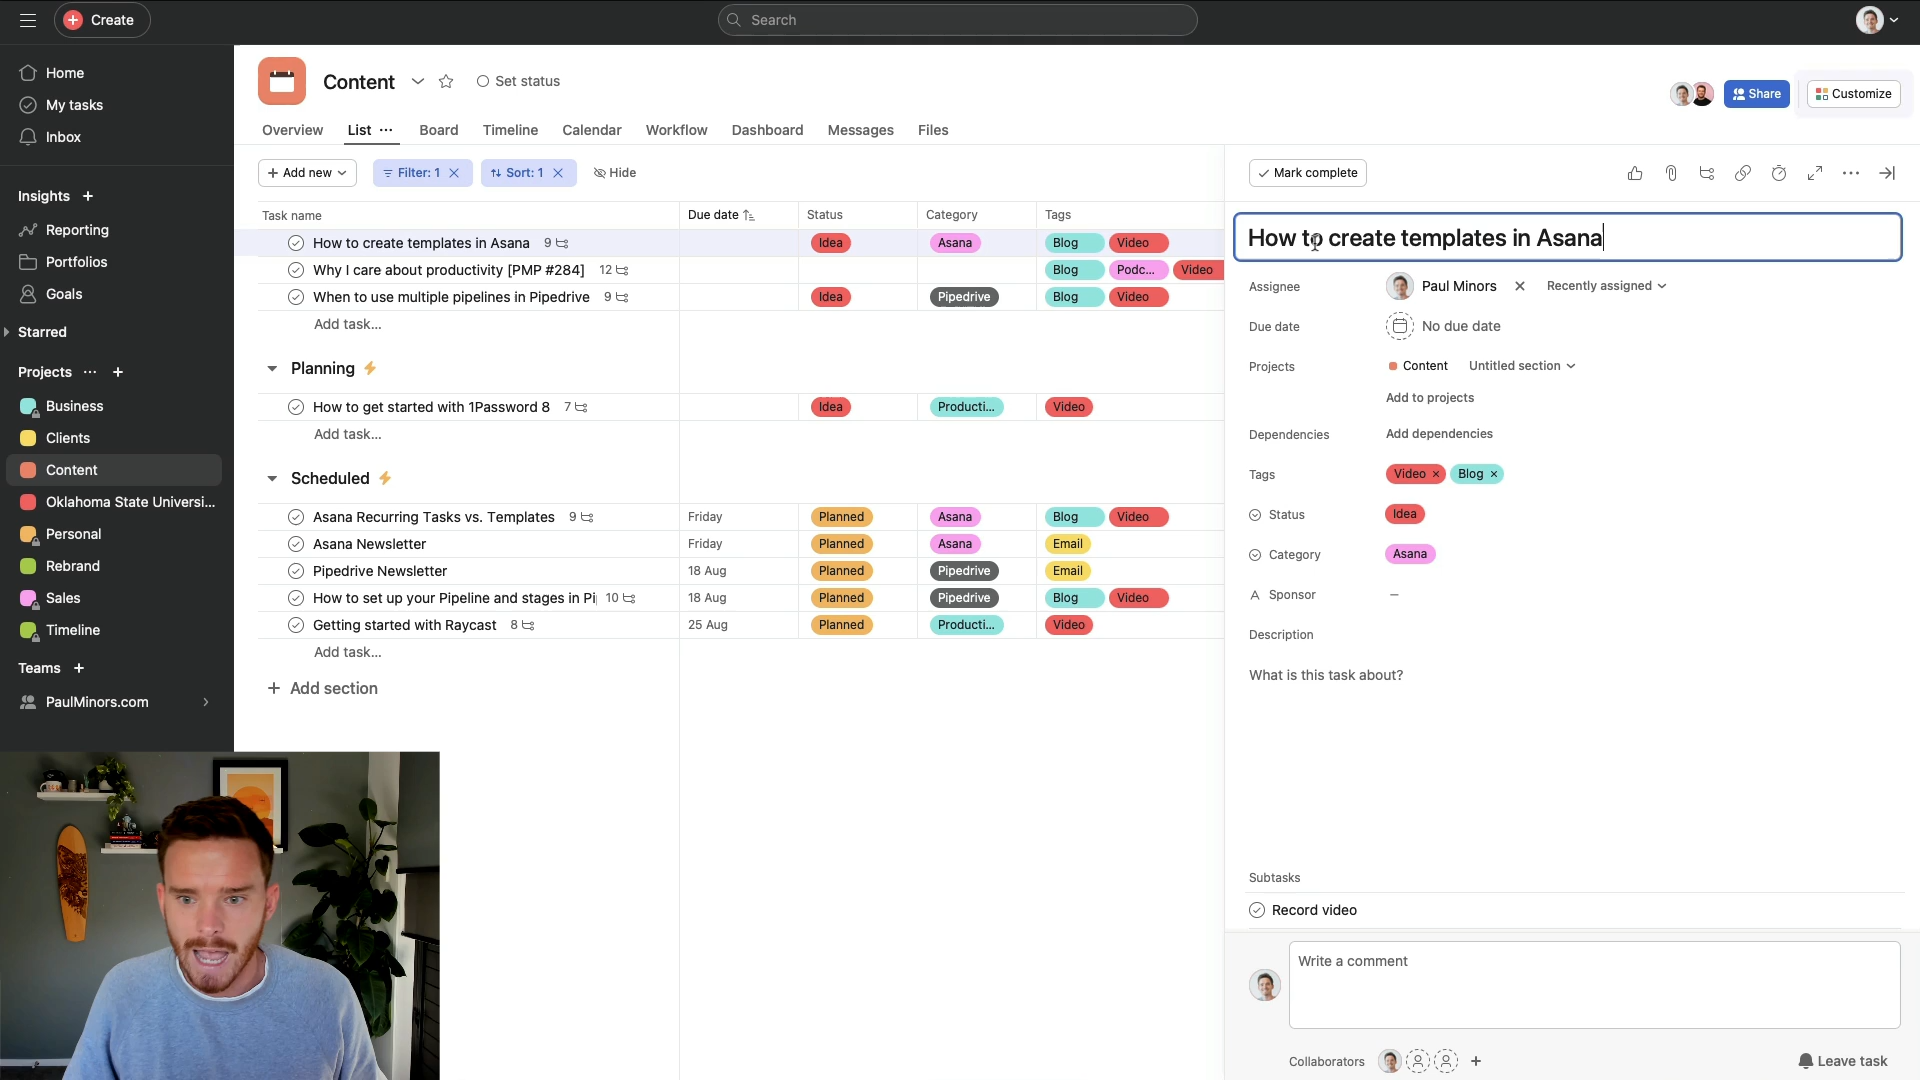 Create
Search
Home
My tasks
Inbox
Insights
Reporting
Portfolios
Goals
Starred
Projects
Business
Clients
Content
Oklahoma State Universi...
Personal
Rebrand
Sales
Timeline
Teams
PaulMinors.com
Content
Set status
Share
Customize
Overview
List
Board
Timeline
Calendar
Workflow
Dashboard
Messages
Files
Add new
Filter: 1
Sort: 1
Hide
Task name
Due date
Status
Category
Tags
How to create templates in Asana 9 Idea Asana Blog Video
Why I care about productivity [PMP #284] 12 Blog Podc... Video
When to use multiple pipelines in Pipedrive 9 Idea Pipedrive Blog Video
Add task...
Planning
How to get started with 1Password 8 7 Idea Producti... Video
Add task...
Scheduled
Asana Recurring Tasks vs. Templates 9 Friday Planned Asana Blog Video
Asana Newsletter Friday Planned Asana Email
Pipedrive Newsletter 18 Aug Planned Pipedrive Email
How to set up your Pipeline and stages in Pi 10 18 Aug Planned Pipedrive Blog Video
Getting started with Raycast 8 25 Aug Planned Producti... Video
Add task...
Add section
Mark complete
How to create templates in Asana
Assignee Paul Minors Recently assigned
Due date No due date
Projects Content Untitled section
Add to projects
Dependencies Add dependencies
Tags Video Blog
Status Idea
Category Asana
A Sponsor –
Description
What is this task about?
Subtasks
Record video
Write a comment
Collaborators
Leave task